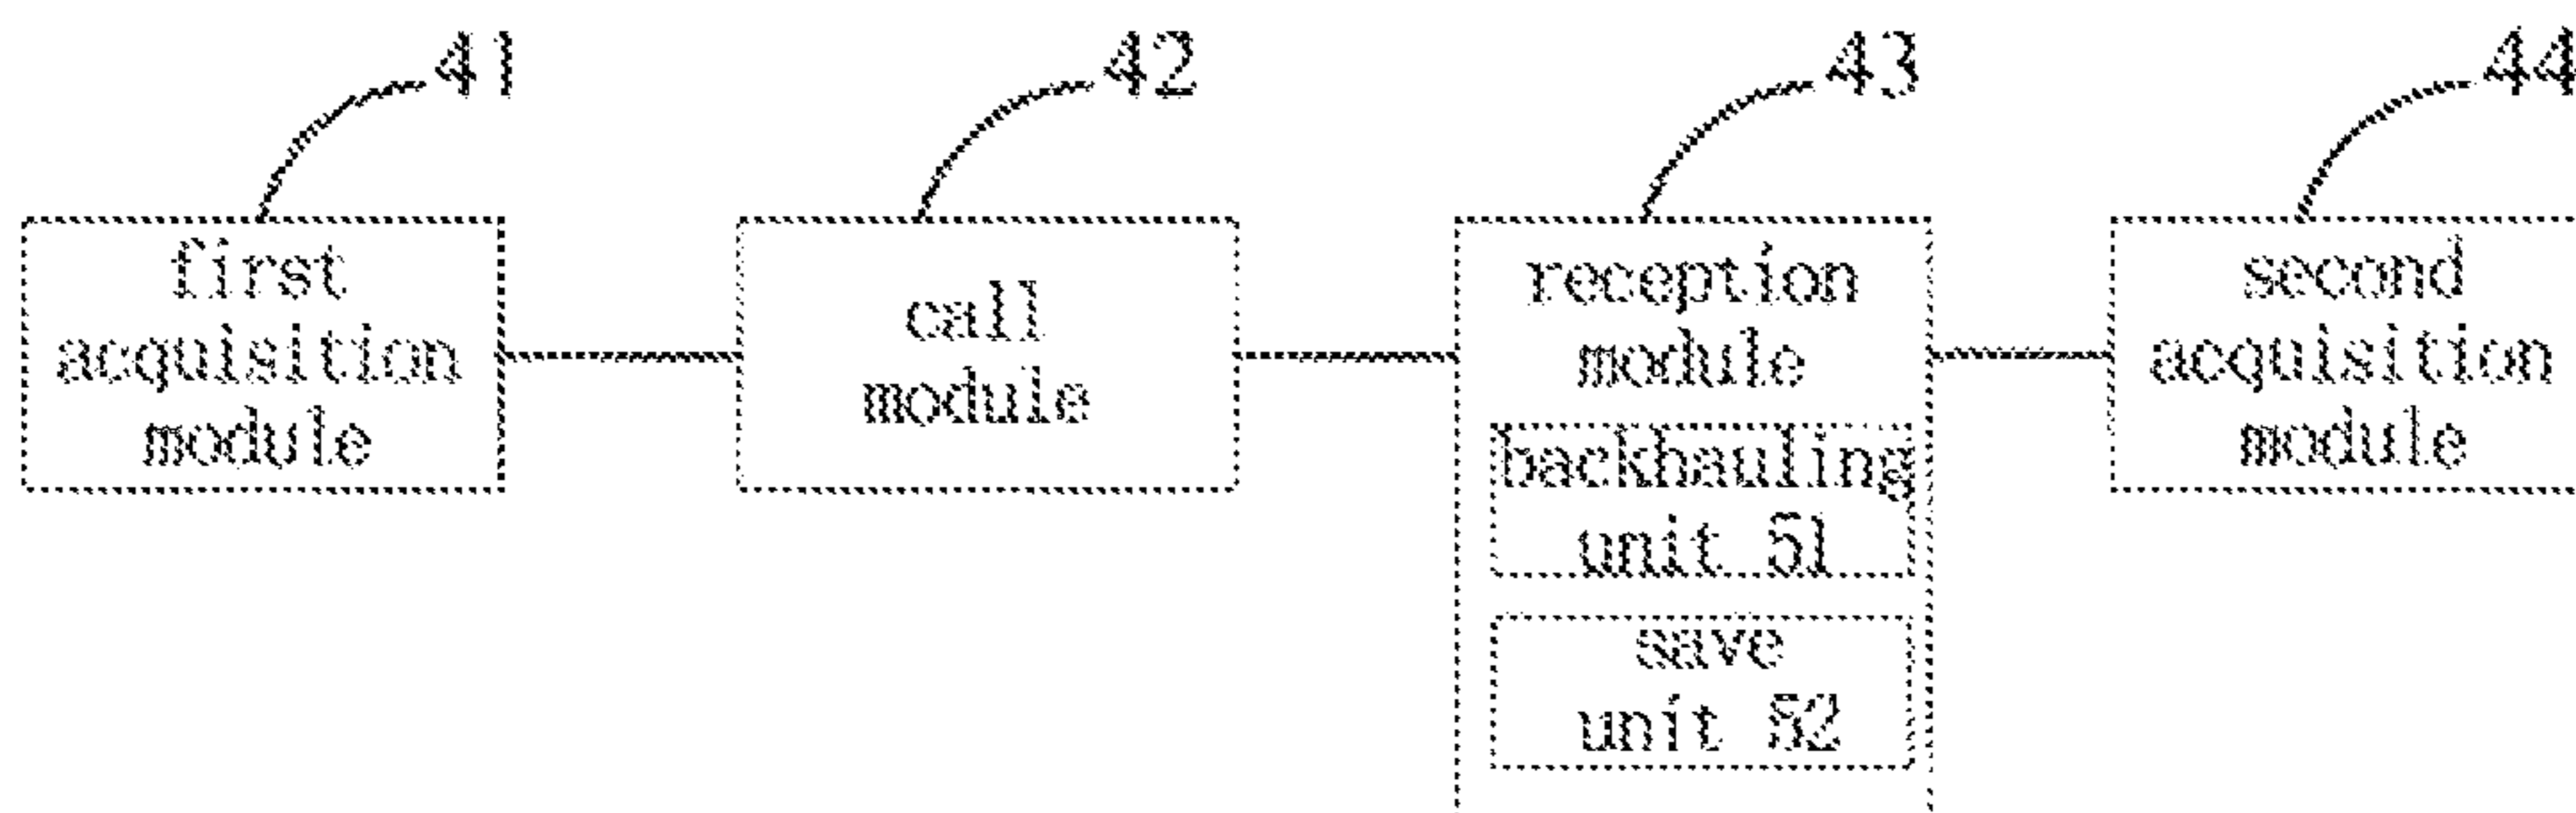 41
42
43
44
first
acquisition
module
call
module
reception
module
backhauling
unit 51
save
unit 52
second
acquisition
module